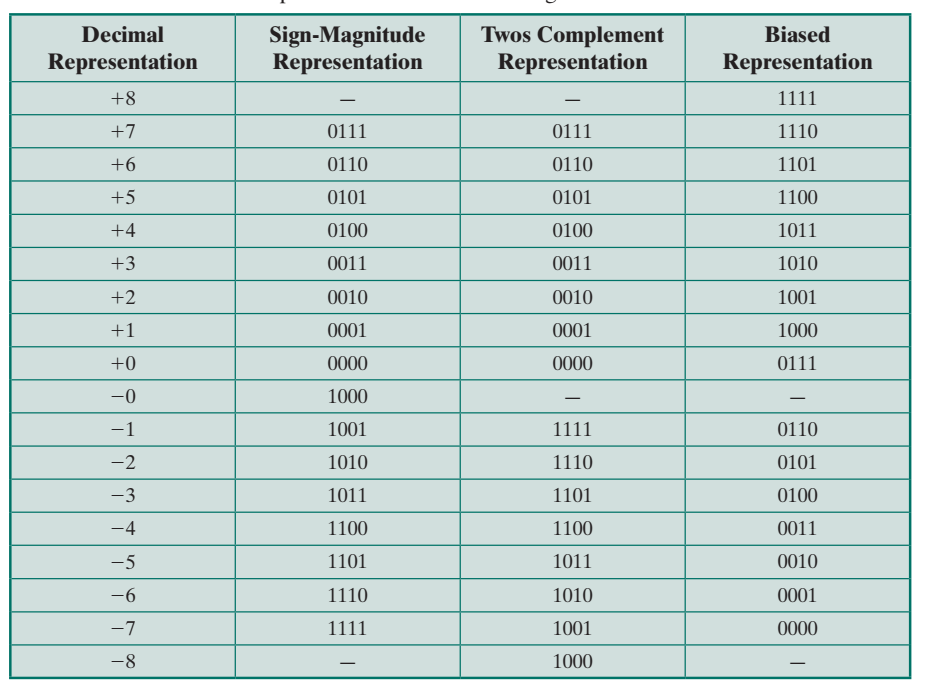 Decimal Representation | Sign-Magnitude Representation | Twos Complement Representation | Biased Representation
+8 | — | — | 1111
+7 | 0111 | 0111 | 1110
+6 | 0110 | 0110 | 1101
+5 | 0101 | 0101 | 1100
+4 | 0100 | 0100 | 1011
+3 | 0011 | 0011 | 1010
+2 | 0010 | 0010 | 1001
+1 | 0001 | 0001 | 1000
+0 | 0000 | 0000 | 0111
−0 | 1000 | — | —
−1 | 1001 | 1111 | 0110
−2 | 1010 | 1110 | 0101
−3 | 1011 | 1101 | 0100
−4 | 1100 | 1100 | 0011
−5 | 1101 | 1011 | 0010
−6 | 1110 | 1010 | 0001
−7 | 1111 | 1001 | 0000
−8 | — | 1000 | —